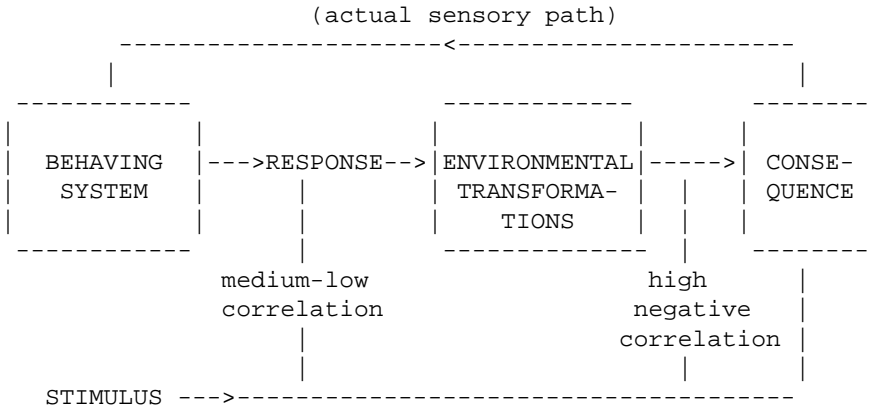 (actual sensory path)
BEHAVING --->RESPONSE--> ENVIRONMENTAL -----> CONSE-
SYSTEM TRANSFORMA- QUENCE
TIONS
medium-low high
correlation negative
correlation
STIMULUS --->